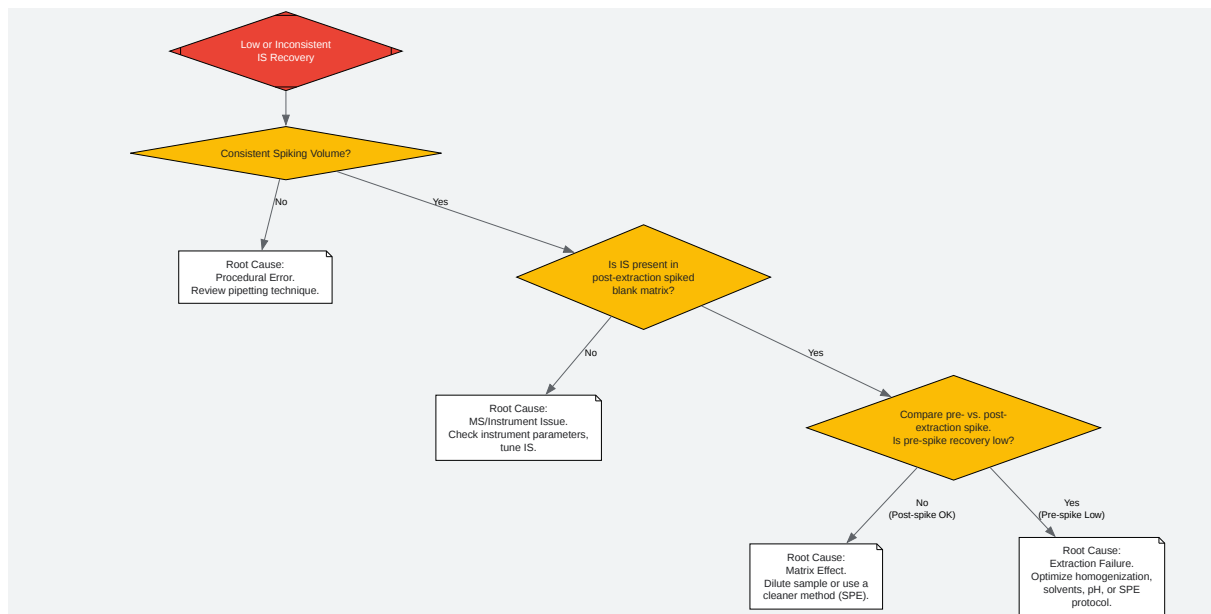 Low or Inconsistent
IS Recovery
Consistent Spiking Volume?
No
Yes
Root Cause:
Procedural Error.
Review pipetting technique.
Is IS present in
post-extraction spiked
blank matrix?
No
Yes
Root Cause:
MS/Instrument Issue.
Check instrument parameters,
tune IS.
Compare pre- vs. post-
extraction spike.
Is pre-spike recovery low?
No
(Post-spike OK)
Yes
(Pre-spike Low)
Root Cause:
Matrix Effect.
Dilute sample or use a
cleaner method (SPE).
Root Cause:
Extraction Failure.
Optimize homogenization,
solvents, pH, or SPE
protocol.